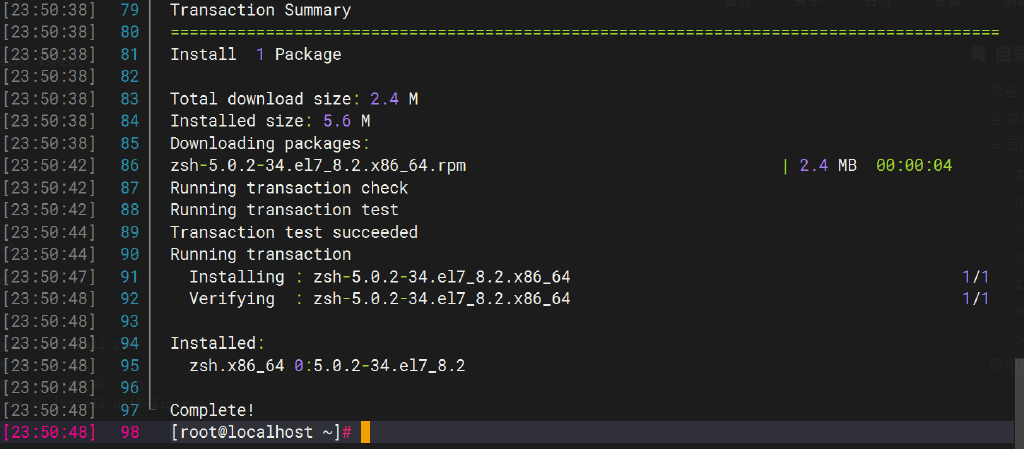 [23:50:38] 79 Transaction Summary
[23:50:38] 80 =======================================================================================
[23:50:38] 81 Install  1 Package
[23:50:38] 82
[23:50:38] 83 Total download size: 2.4 M
[23:50:38] 84 Installed size: 5.6 M
[23:50:38] 85 Downloading packages:
[23:50:42] 86 zsh-5.0.2-34.el7_8.2.x86_64.rpm | 2.4 MB  00:00:04
[23:50:42] 87 Running transaction check
[23:50:42] 88 Running transaction test
[23:50:44] 89 Transaction test succeeded
[23:50:44] 90 Running transaction
[23:50:47] 91   Installing : zsh-5.0.2-34.el7_8.2.x86_64 1/1
[23:50:48] 92   Verifying  : zsh-5.0.2-34.el7_8.2.x86_64 1/1
[23:50:48] 93
[23:50:48] 94 Installed:
[23:50:48] 95   zsh.x86_64 0:5.0.2-34.el7_8.2
[23:50:48] 96
[23:50:48] 97 Complete!
[23:50:48] 98 [root@localhost ~]#